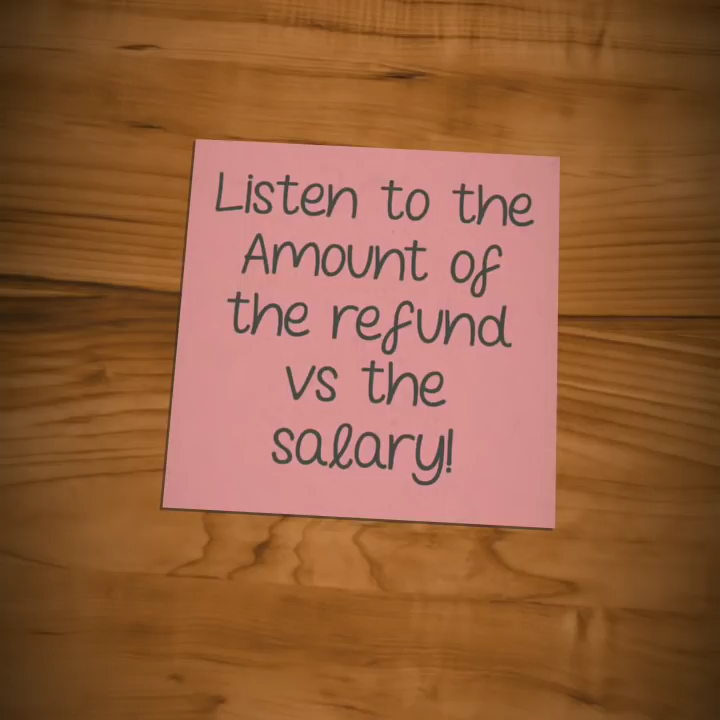 Listen to the
Amount of
the refund
vs the
salary!